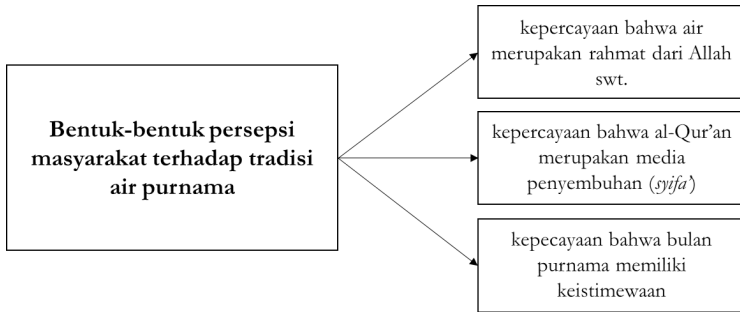 Bentuk-bentuk persepsi
masyarakat terhadap tradisi
air purnama
kepercayaan bahwa air
merupakan rahmat dari Allah
swt.
kepercayaan bahwa al-Qur’an
merupakan media
penyembuhan (syifa’)
kepecayaan bahwa bulan
purnama memiliki
keistimewaan